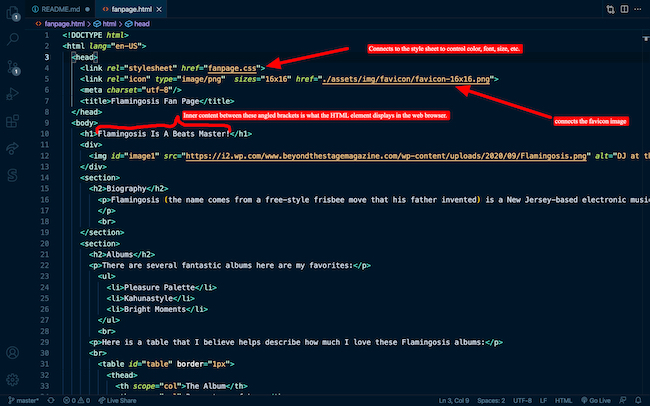 README.md
fanpage.html
fanpage.html > html > head
1 <!DOCTYPE html>
2 <html lang="en-US">
3 <head>
4 <link rel="stylesheet" href="fanpage.css">
5 <link rel="icon" type="image/png" sizes="16x16" href="./assets/img/favicon/favicon-16x16.png">
6 <meta charset="utf-8"/>
7 <title>Flamingosis Fan Page</title>
8 </head>
9 <body>
10 <h1>Flamingosis Is A Beats Master!</h1>
11 <div>
12 <img id="image1" src="https://i2.wp.com/www.beyondthestagemagazine.com/wp-content/uploads/2020/09/Flamingosis.png" alt="DJ at th
13 </div>
14 <section>
15 <h2>Biography</h2>
16 <p>Flamingosis (the name comes from a free-style frisbee move that his father invented) is a New Jersey-based electronic music
17 </p>
18 <br>
19 </section>
20 <section>
21 <h2>Albums</h2>
22 <p>There are several fantastic albums here are my favorites:</p>
23 <ul>
24 <li>Pleasure Palette</li>
25 <li>Kahunastyle</li>
26 <li>Bright Moments</li>
27 </ul>
28 <br>
29 <p>Here is a table that I believe helps describe how much I love these Flamingosis albums:</p>
30 <br>
31 <table id="table" border="1px">
32 <thead>
33 <th scope="col">The Album</th>
Connects to the style sheet to control color, font, size, etc.
Inner content between these angled brackets is what the HTML element displays in the web browser.
connects the favicon image
master* 0 0 Live Share Ln 3, Col 9 Spaces: 2 UTF-8 LF HTML Go Live